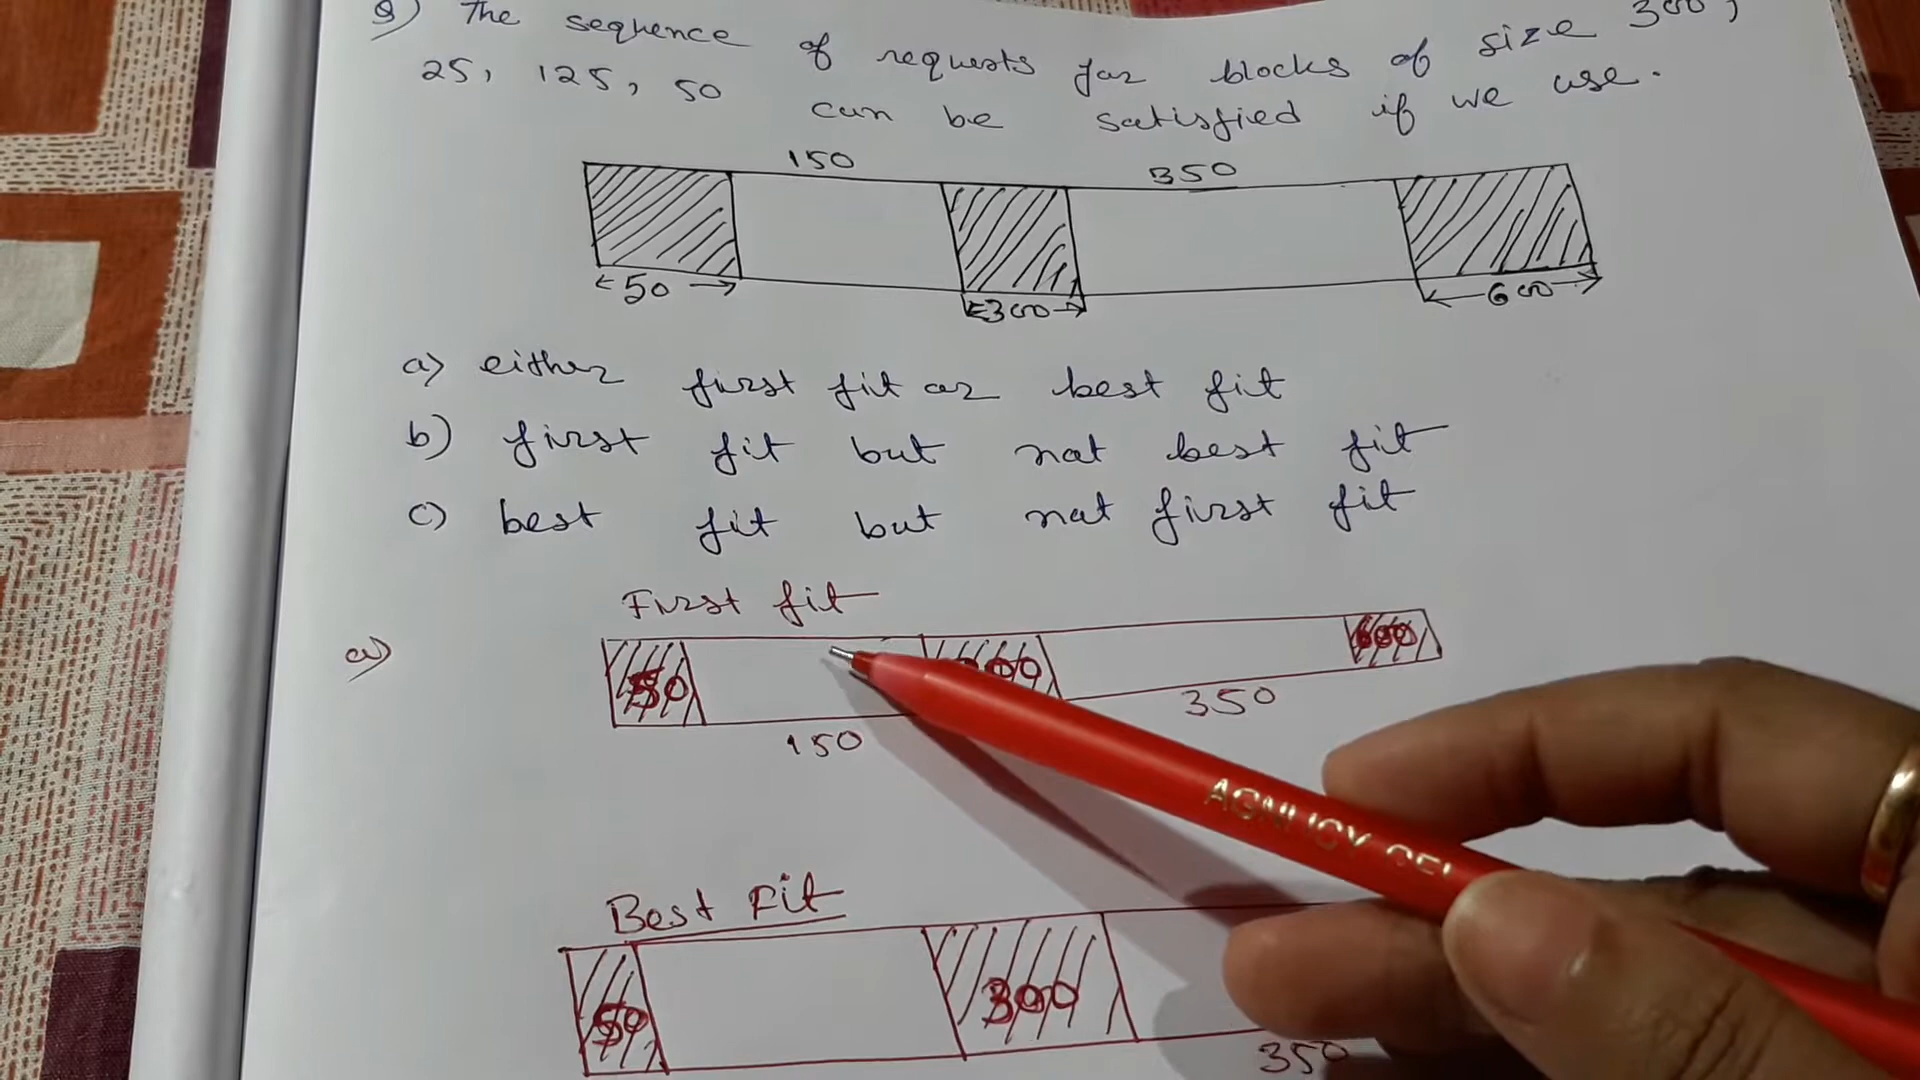 Q) The sequence of requests for blocks of size 300,
25, 125, 50 can be satisfied if we use.
150 350
50 300 600
a) either first fit or best fit
b) first fit but not best fit
c) best fit but not first fit
First fit
a)
50 600
150 350
Best Fit
50 300
350